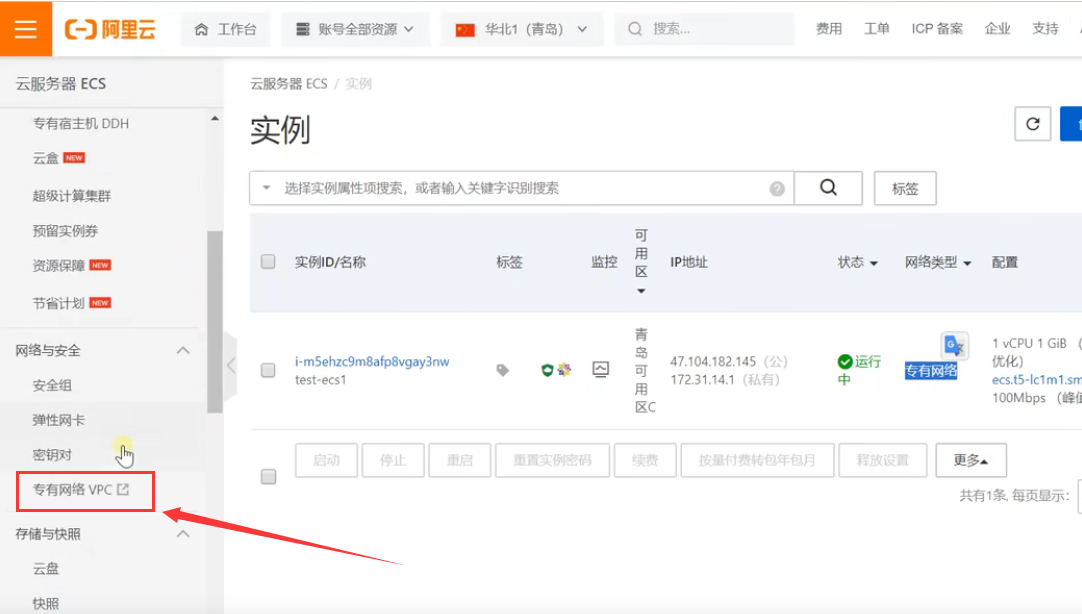 阿里云
工作台
账号全部资源
华北1（青岛）
搜索...
费用
工单
ICP 备案
企业
支持
云服务器 ECS
专有宿主机 DDH
云盒 NEW
超级计算集群
预留实例券
资源保障 NEW
节省计划 NEW
网络与安全
安全组
弹性网卡
密钥对
专有网络 VPC
存储与快照
云盘
快照
云服务器 ECS / 实例
实例
选择实例属性项搜索，或者输入关键字识别搜索
标签
实例ID/名称
标签
监控
可
用
区
IP地址
状态
网络类型
配置
i-m5ehzc9m8afp8vgay3nw
test-ecs1
青
岛
可
用
区C
47.104.182.145（公）
172.31.14.1（私有）
运行
中
专有网络
1 vCPU 1 GiB （
优化）
ecs.t5-lc1m1.sm
100Mbps （峰值
启动
停止
重启
重置实例密码
续费
按量付费转包年包月
释放设置
更多
共有1条, 每页显示: